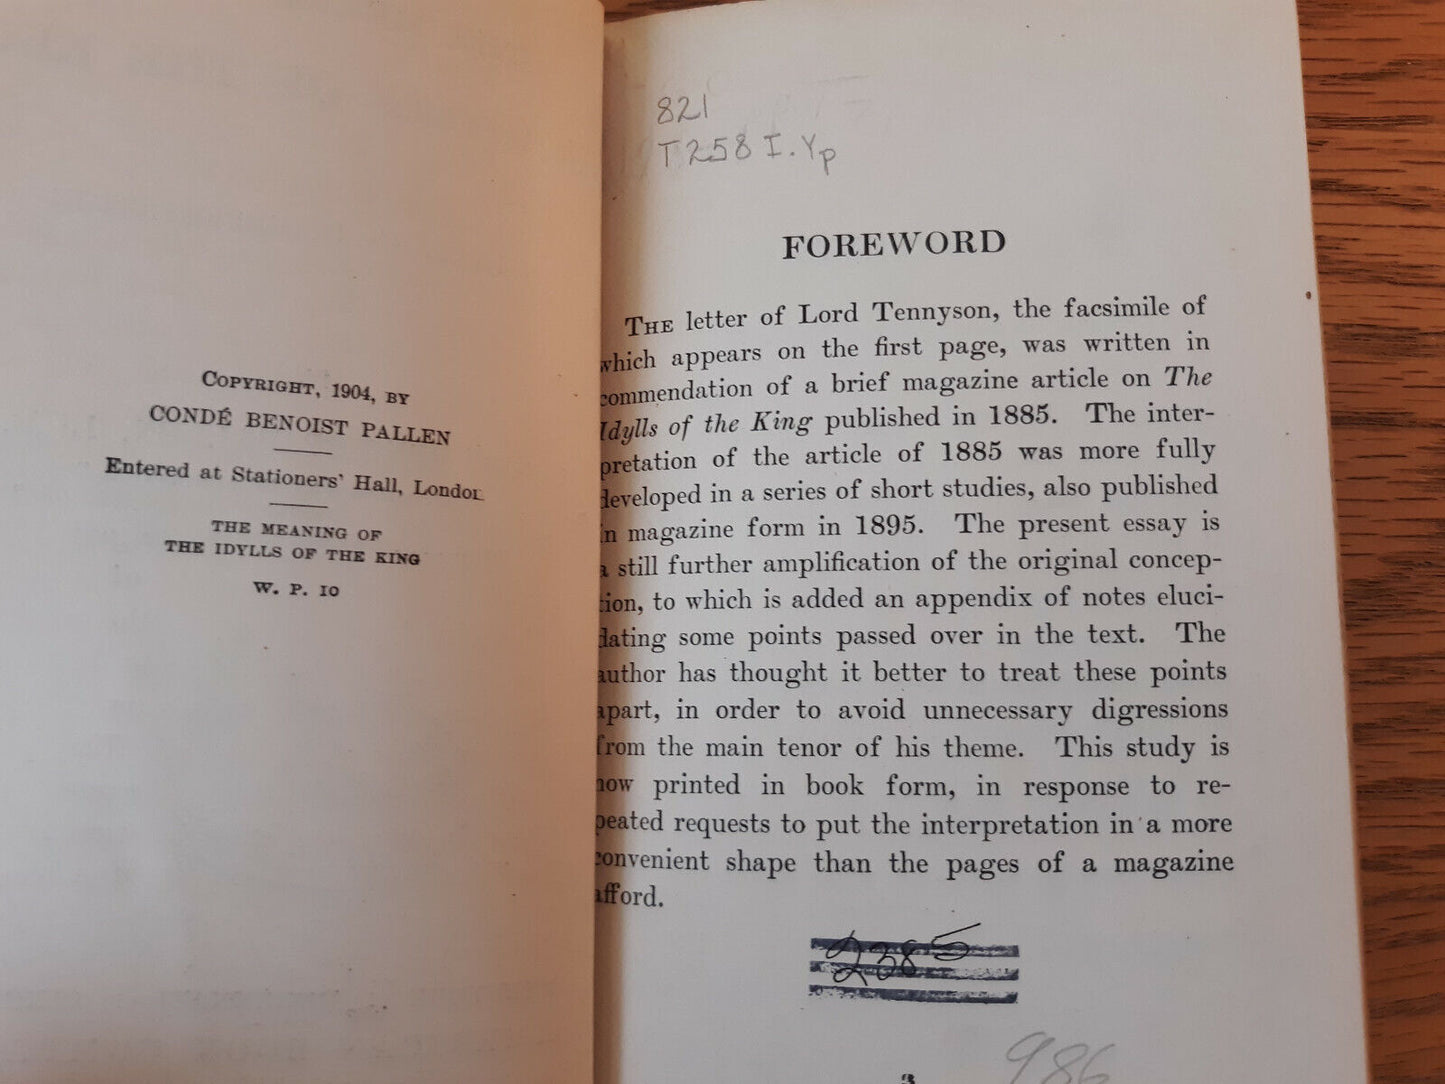 COPYRIGHT, 1904, BY
CONDÉ BENOIST PALLEN
Entered at Stationers' Hall, London
THE MEANING OF
THE IDYLLS OF THE KING
W. P. 10
821
T258 I.Yp
FOREWORD
THE letter of Lord Tennyson, the facsimile of
which appears on the first page, was written in
commendation of a brief magazine article on The
Idylls of the King published in 1885. The inter-
pretation of the article of 1885 was more fully
developed in a series of short studies, also published
in magazine form in 1895. The present essay is
a still further amplification of the original concep-
tion, to which is added an appendix of notes eluci-
dating some points passed over in the text. The
author has thought it better to treat these points
apart, in order to avoid unnecessary digressions
from the main tenor of his theme. This study is
now printed in book form, in response to re-
peated requests to put the interpretation in a more
convenient shape than the pages of a magazine
afford.
2385
986
3